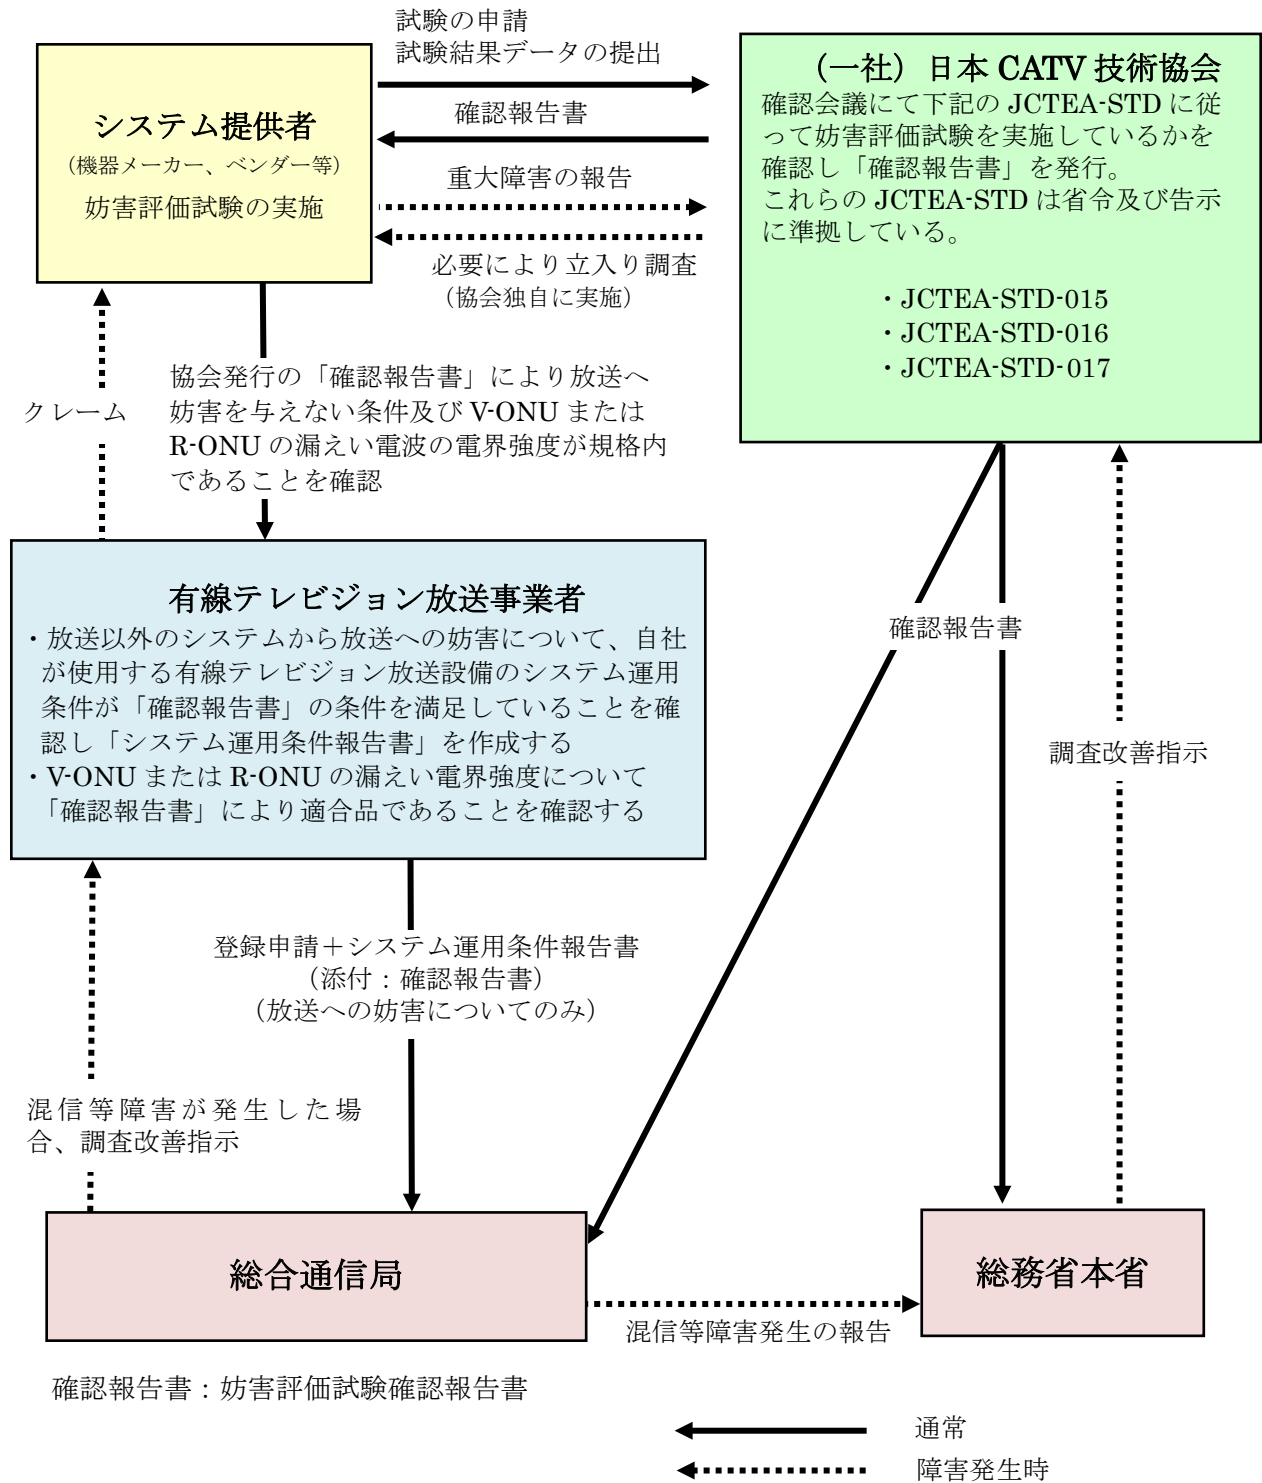 試験の申請
試験結果データの提出
確認報告書
重大障害の報告
必要により立入り調査
（協会独自に実施）
システム提供者
（機器メーカー、ベンダー等）
妨害評価試験の実施
（一社）日本 CATV 技術協会
確認会議にて下記の JCTEA-STD に従
って妨害評価試験を実施しているかを
確認し「確認報告書」を発行。
これらの JCTEA-STD は省令及び告示
に準拠している。
・JCTEA-STD-015
・JCTEA-STD-016
・JCTEA-STD-017
クレーム
協会発行の「確認報告書」により放送へ
妨害を与えない条件及び V-ONU または
R-ONU の漏えい電波の電界強度が規格内
であることを確認
有線テレビジョン放送事業者
・放送以外のシステムから放送への妨害について、自社
が使用する有線テレビジョン放送設備のシステム運用
条件が「確認報告書」の条件を満足していることを確
認し「システム運用条件報告書」を作成する
・V-ONU または R-ONU の漏えい電界強度について
「確認報告書」により適合品であることを確認する
確認報告書
調査改善指示
登録申請＋システム運用条件報告書
（添付：確認報告書）
（放送への妨害についてのみ）
混信等障害が発生した場
合、調査改善指示
総合通信局
総務省本省
混信等障害発生の報告
確認報告書：妨害評価試験確認報告書
通常
障害発生時